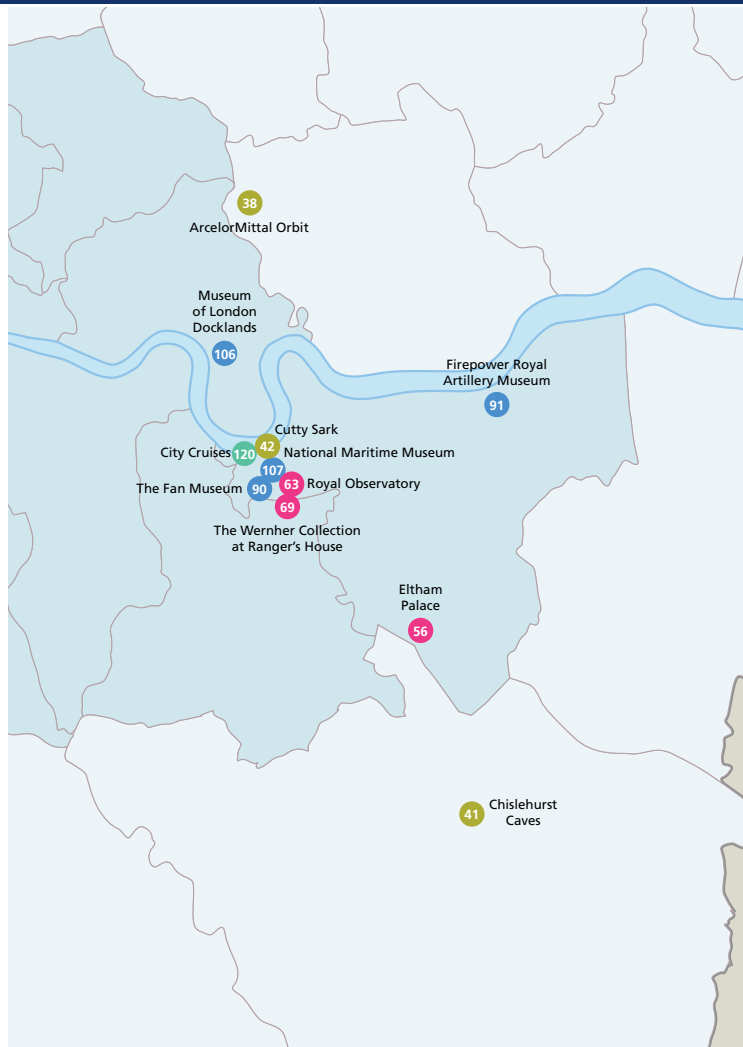 38
ArcelorMittal Orbit
Museum
of London
Docklands
106
Firepower Royal
Artillery Museum
91
Cutty Sark
42
City Cruises
120
National Maritime Museum
107
The Fan Museum
90
63
Royal Observatory
69
The Wernher Collection
at Ranger's House
Eltham
Palace
56
41
Chislehurst
Caves